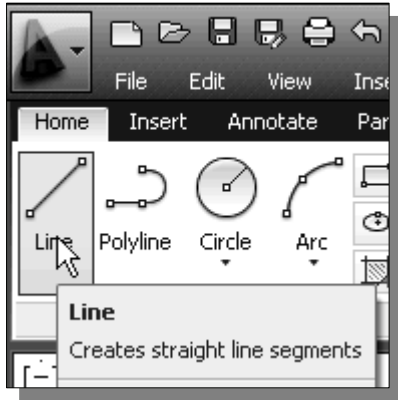 File Edit View
Home Insert Annotate
Line Polyline Circle Arc
Line
Creates straight line segments